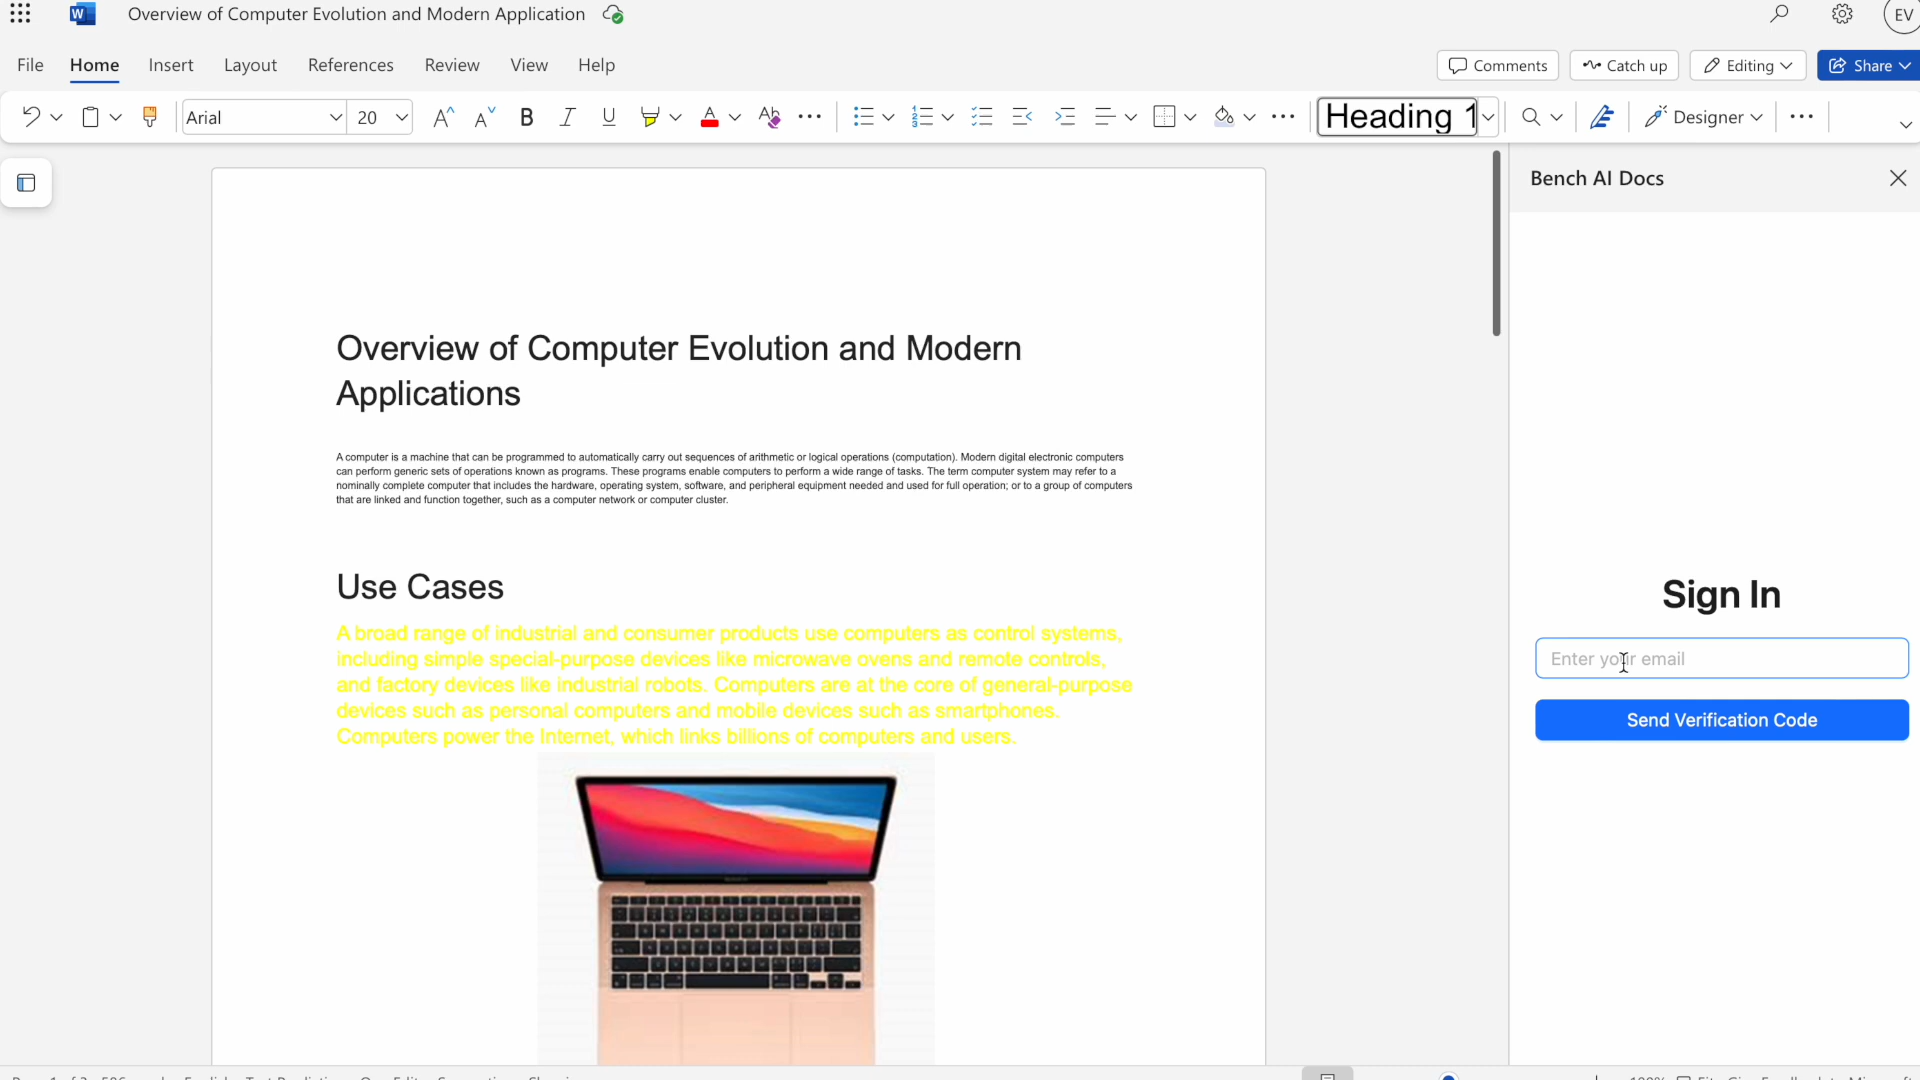 Overview of Computer Evolution and Modern Application
EV
File Home Insert Layout References Review View Help
Comments Catch up Editing Share
Arial 20 B I U A Heading 1 Designer
Bench AI Docs
Overview of Computer Evolution and Modern
Applications
A computer is a machine that can be programmed to automatically carry out sequences of arithmetic or logical operations (computation). Modern digital electronic computers
can perform generic sets of operations known as programs. These programs enable computers to perform a wide range of tasks. The term computer system may refer to a
nominally complete computer that includes the hardware, operating system, software, and peripheral equipment needed and used for full operation; or to a group of computers
that are linked and function together, such as a computer network or computer cluster.
Use Cases
A broad range of industrial and consumer products use computers as control systems,
including simple special-purpose devices like microwave ovens and remote controls,
and factory devices like industrial robots. Computers are at the core of general-purpose
devices such as personal computers and mobile devices such as smartphones.
Computers power the Internet, which links billions of computers and users.
Sign In
Enter your email
Send Verification Code